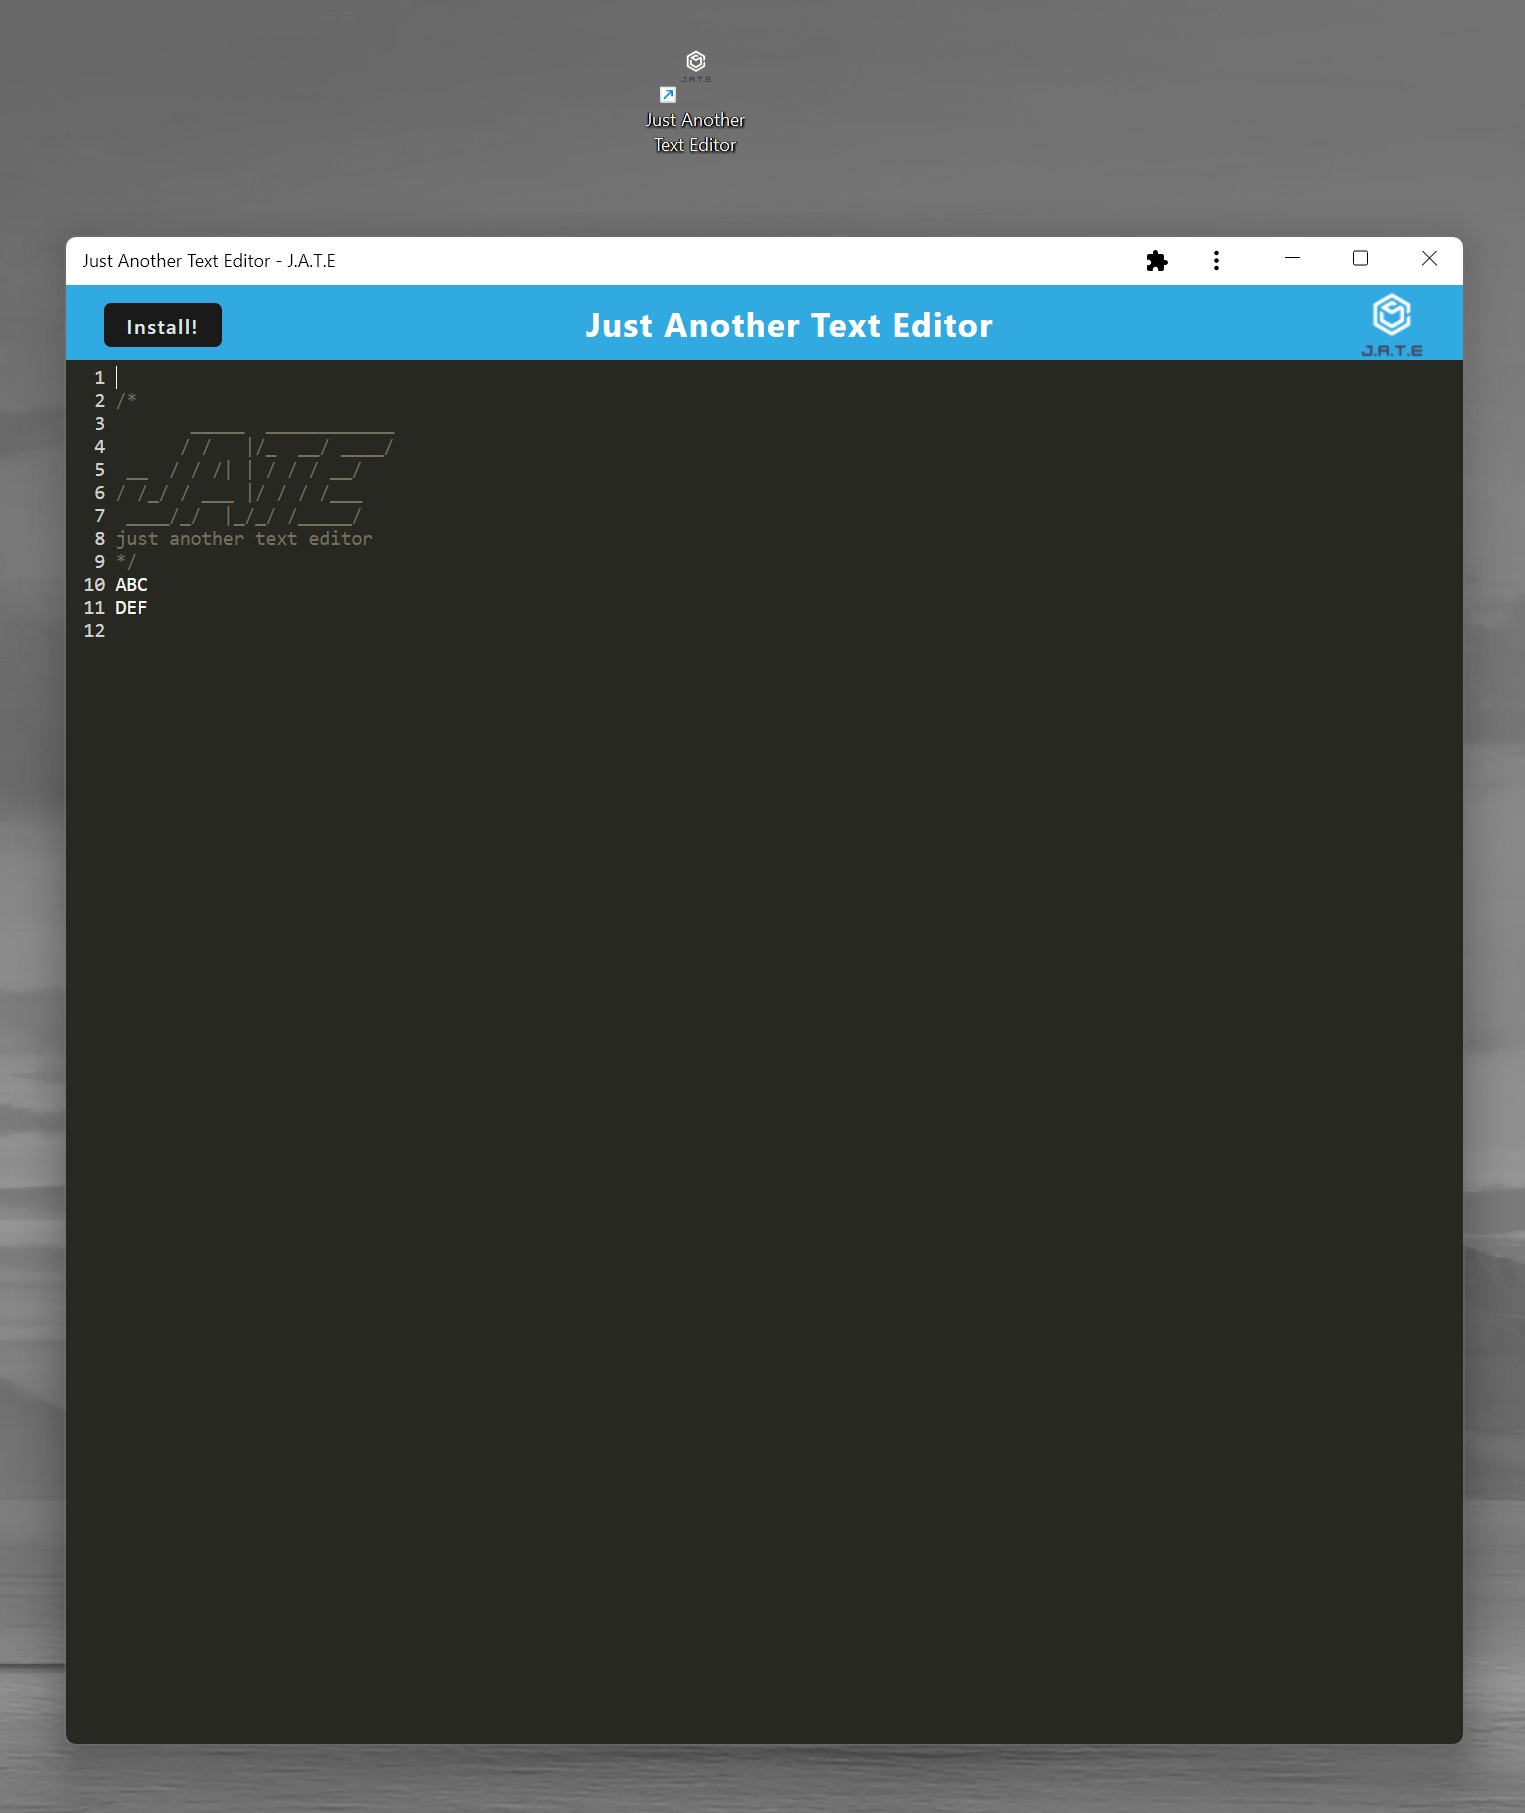 J.A.T.E
Just Another
Text Editor
Just Another Text Editor - J.A.T.E
Install!
Just Another Text Editor
J.A.T.E
1
2 /*
3        _____  ____________
4       / /   |/_  __/ ____/
5  __  / / /| | / / / __/
6 / /_/ / ___ |/ / / /___
7  ____/_/  |_/_/ /_____/
8 just another text editor
9 */
10 ABC
11 DEF
12